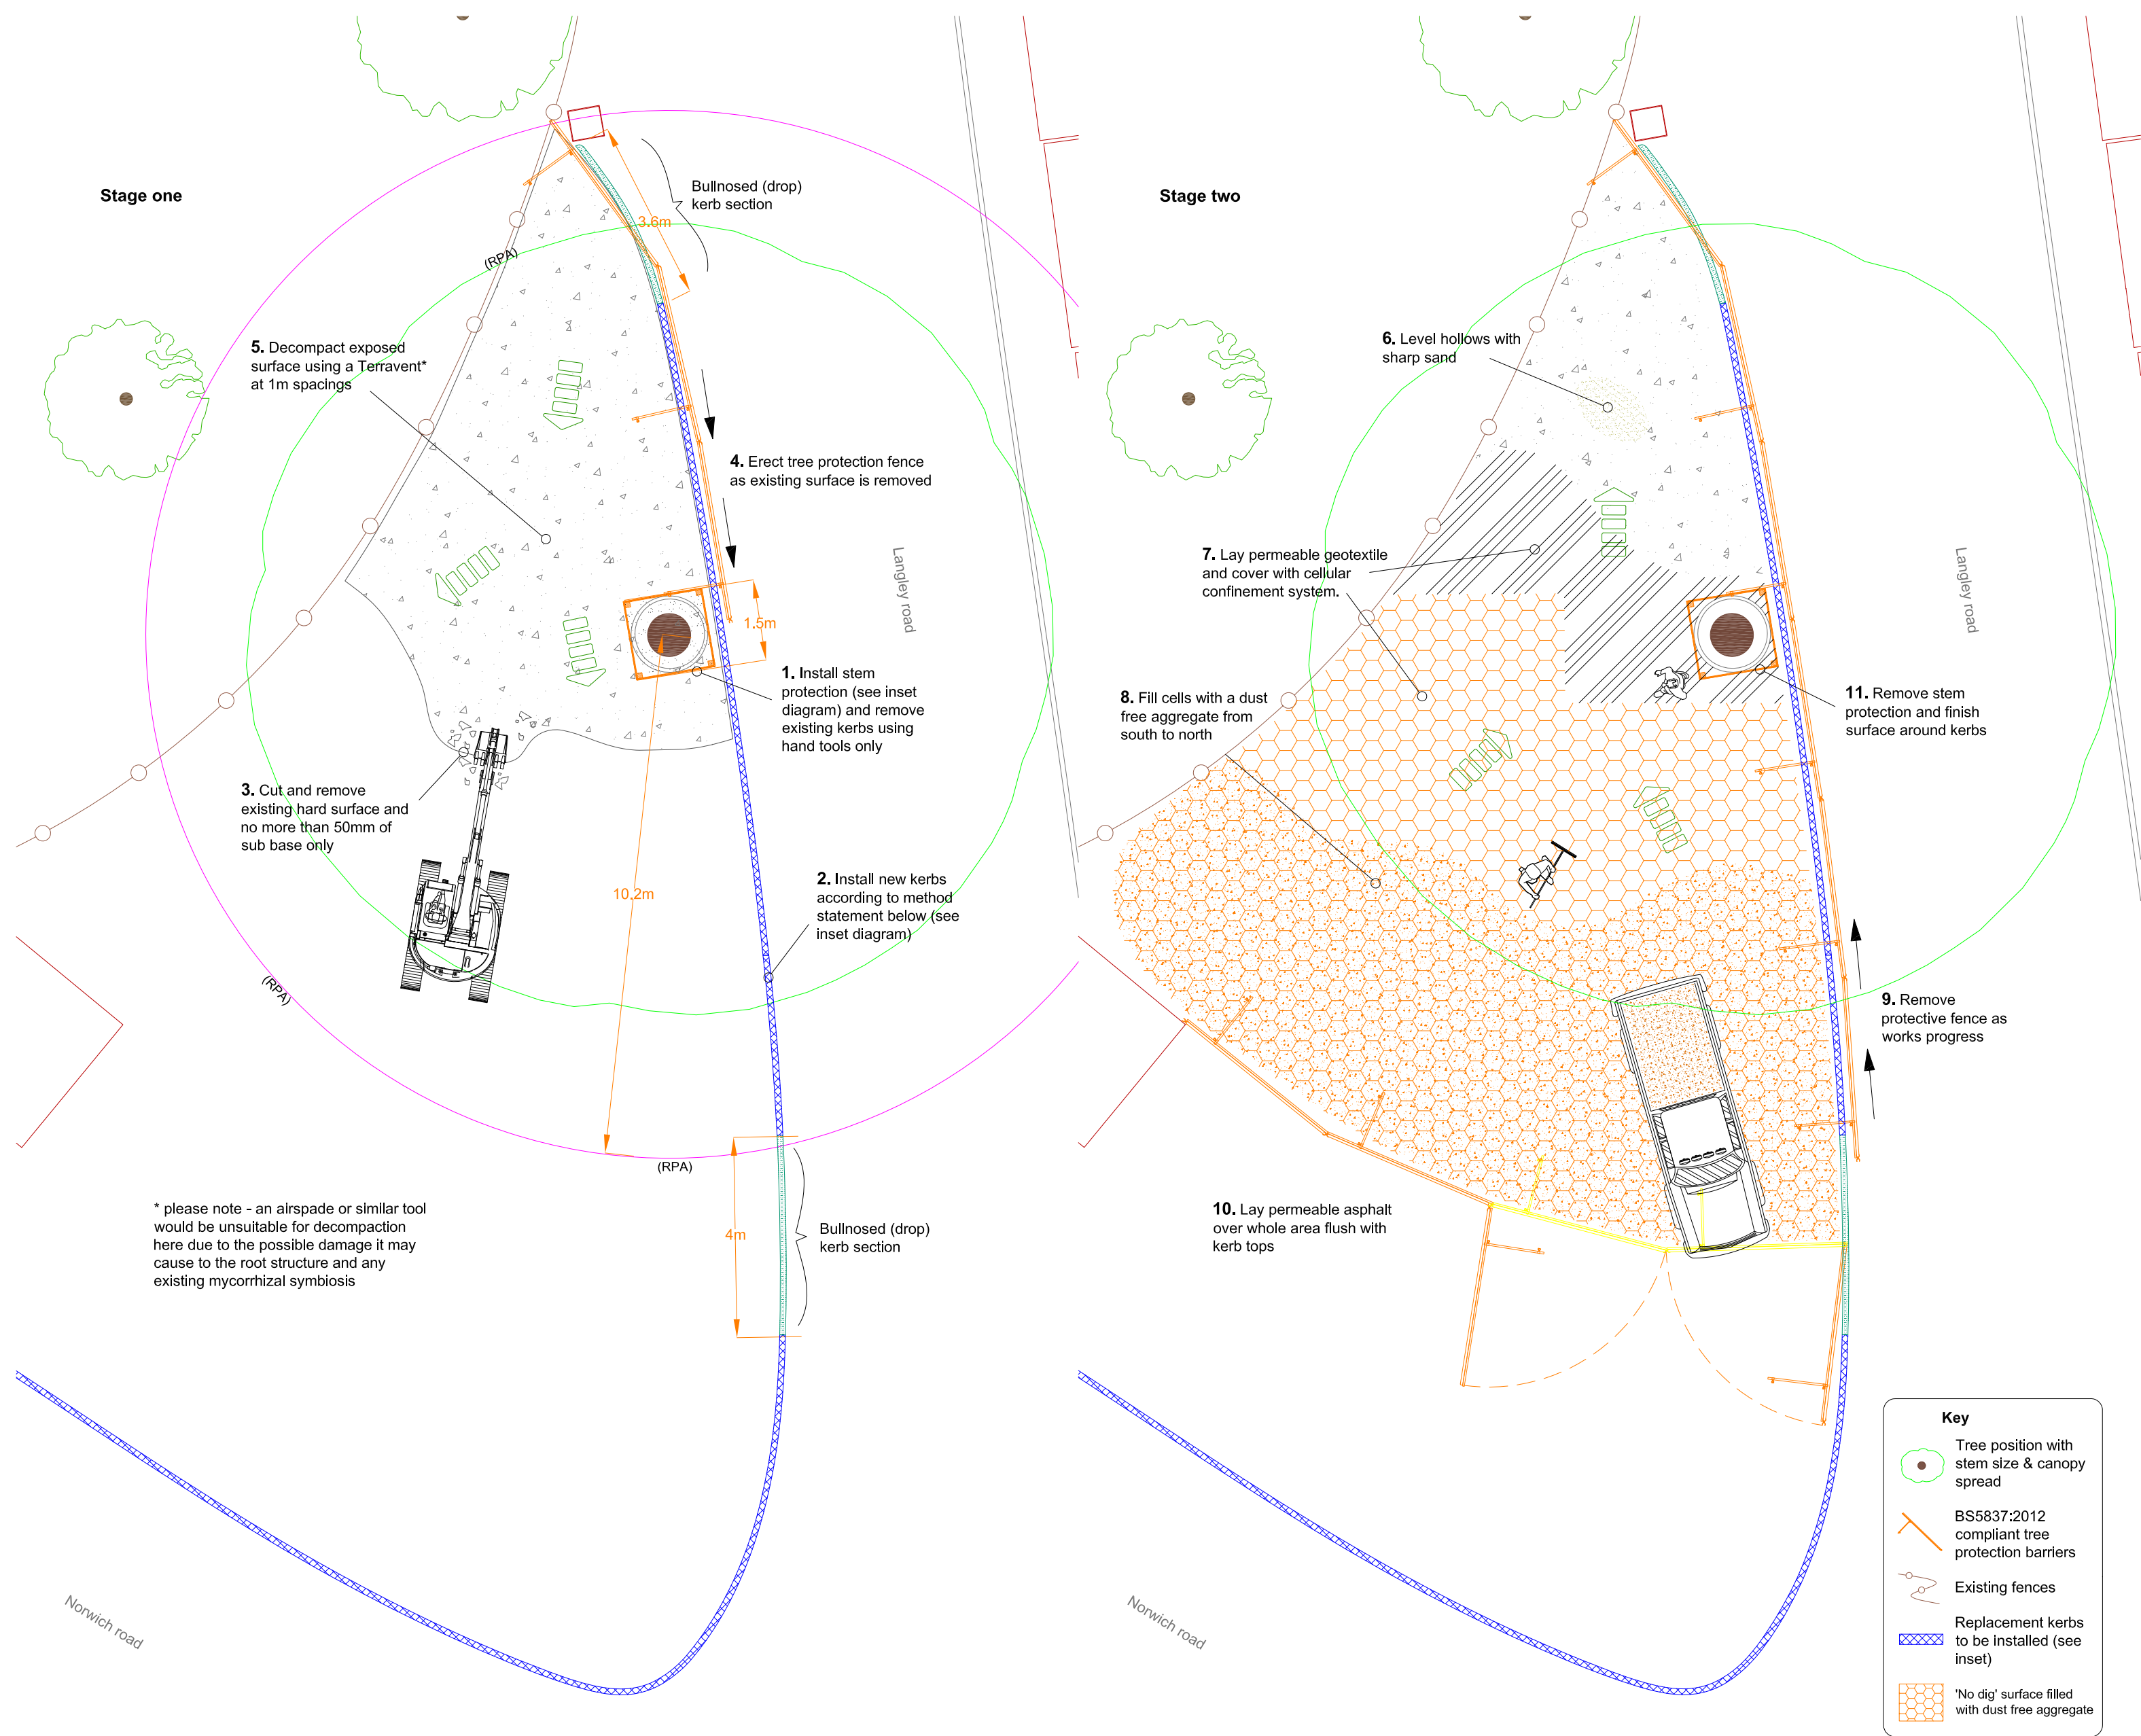 Stage one
Bullnosed (drop)
kerb section
3.6m
(RPA)
5. Decompact exposed
surface using a Terravent*
at 1m spacings
4. Erect tree protection fence
as existing surface is removed
Langley road
1.5m
1. Install stem
protection (see inset
diagram) and remove
existing kerbs using
hand tools only
3. Cut and remove
existing hard surface and
no more than 50mm of
sub base only
10.2m
2. Install new kerbs
according to method
statement below (see
inset diagram)
(RPA)
(RPA)
* please note - an airspade or similar tool
would be unsuitable for decompaction
here due to the possible damage it may
cause to the root structure and any
existing mycorrhizal symbiosis
4m
Bullnosed (drop)
kerb section
Norwich road
Stage two
6. Level hollows with
sharp sand
7. Lay permeable geotextile
and cover with cellular
confinement system.
Langley road
8. Fill cells with a dust
free aggregate from
south to north
11. Remove stem
protection and finish
surface around kerbs
9. Remove
protective fence as
works progress
10. Lay permeable asphalt
over whole area flush with
kerb tops
Norwich road
Key
Tree position with
stem size & canopy
spread
BS5837:2012
compliant tree
protection barriers
Existing fences
Replacement kerbs
to be installed (see
inset)
'No dig' surface filled
with dust free aggregate